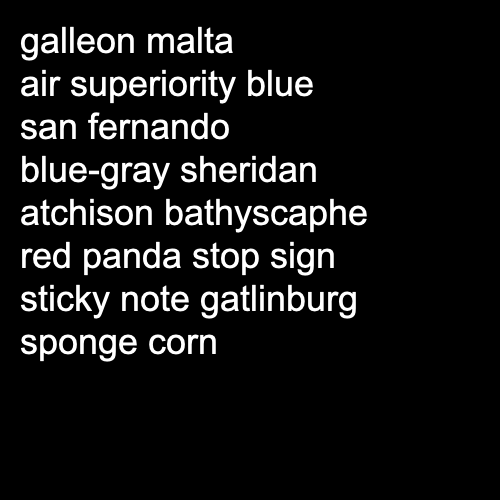 galleon malta
air superiority blue
san fernando
blue-gray sheridan
atchison bathyscaphe
red panda stop sign
sticky note gatlinburg
sponge corn